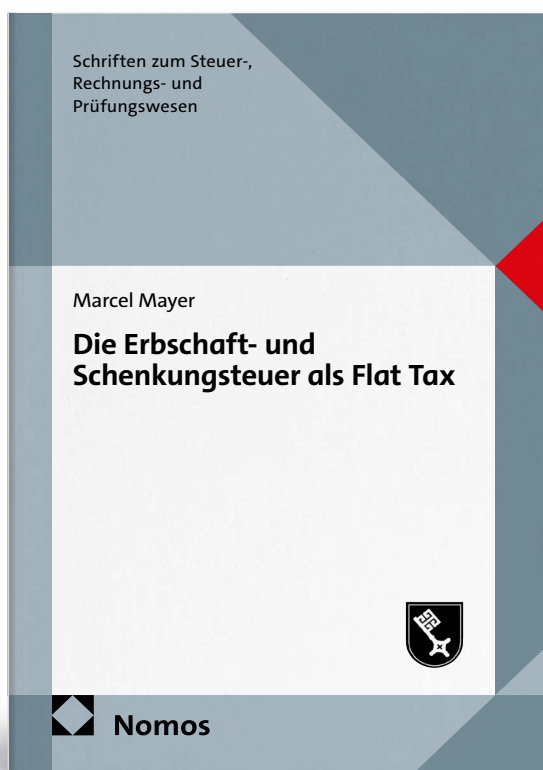 Schriften zum Steuer-,
Rechnungs- und
Prüfungswesen
Marcel Mayer
Die Erbschaft- und
Schenkungsteuer als Flat Tax
Nomos